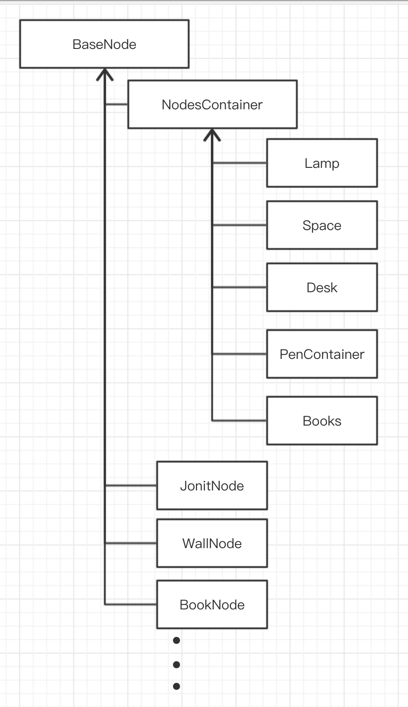 BaseNode
NodesContainer
Lamp
Space
Desk
PenContainer
Books
JonitNode
WallNode
BookNode